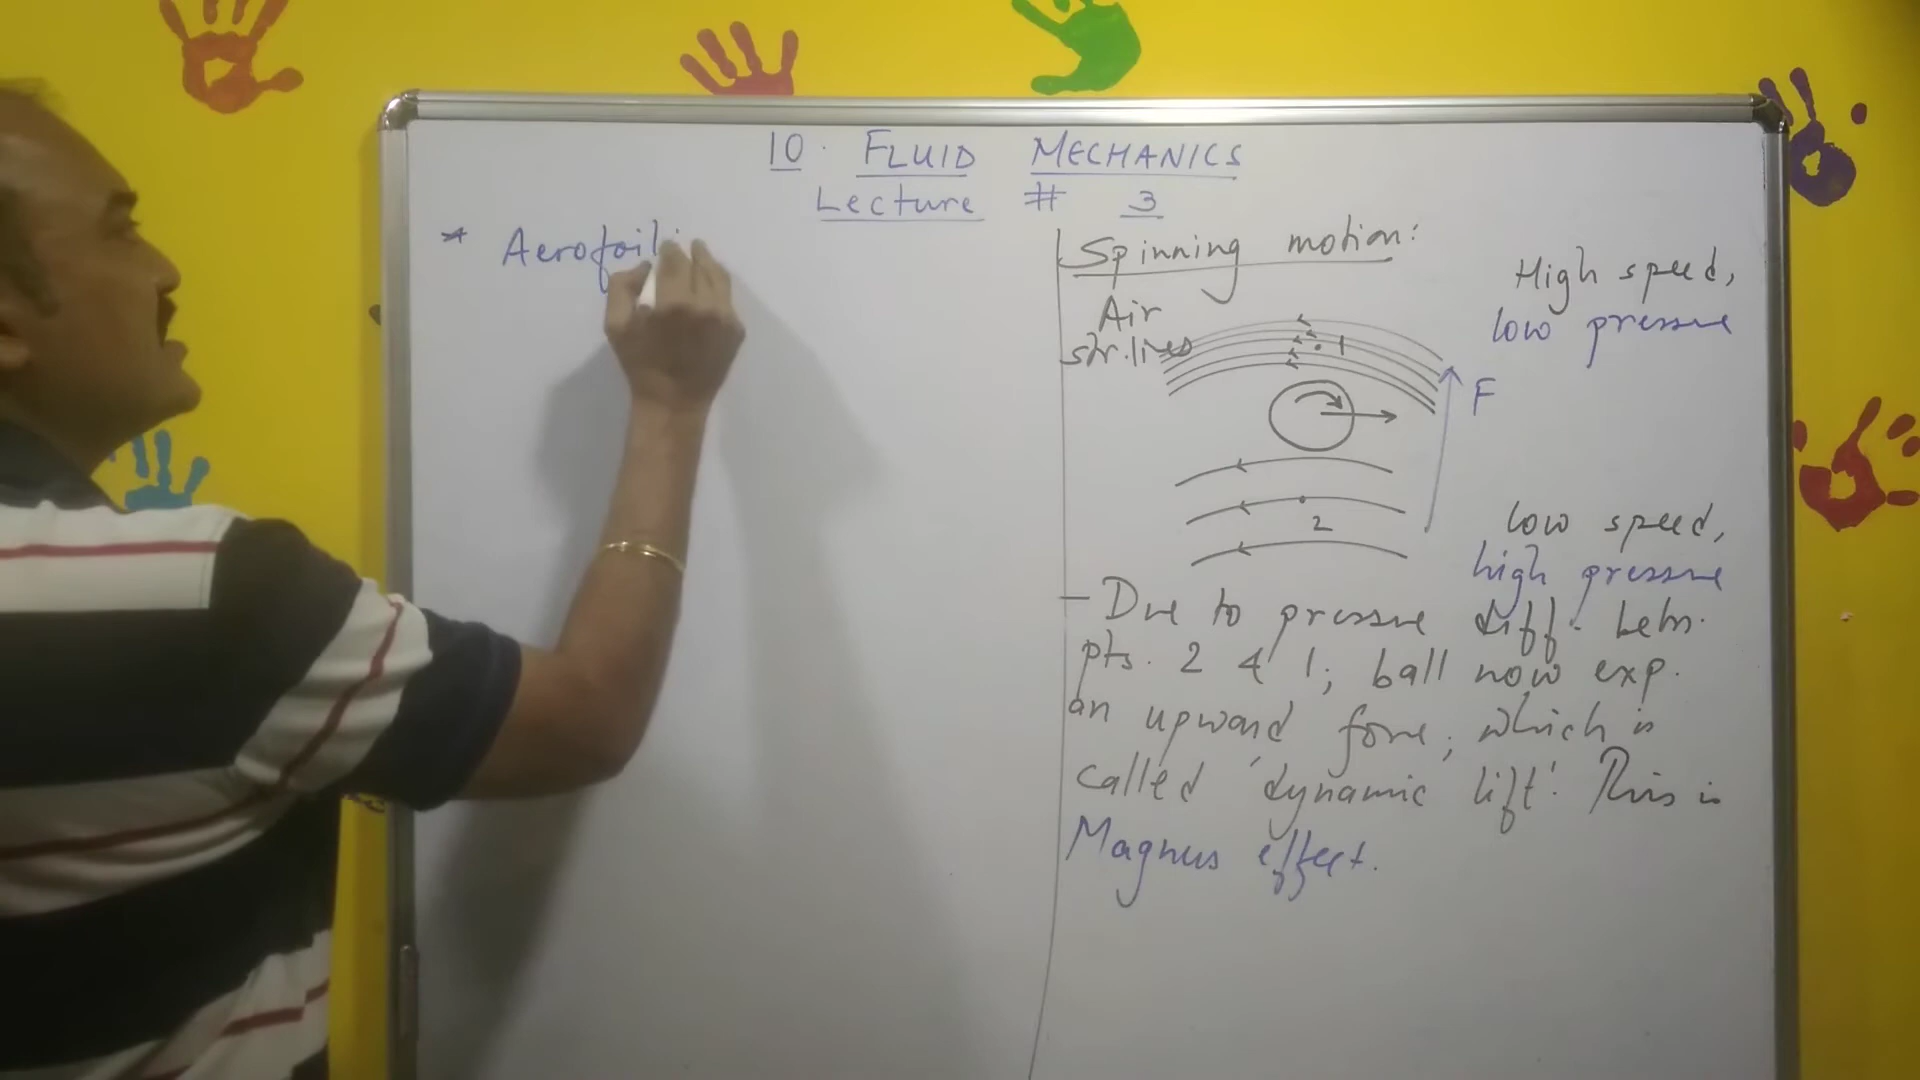 10. FLUID MECHANICS
Lecture # 3
* Aerofoil:
Spinning motion:
Air
str.lines
1
High speed,
low pressure
F
2
low speed,
high pressure
- Due to pressure diff. betn.
pts. 2 & 1; ball now exp.
an upward force, which is
called 'dynamic lift'. This is
Magnus effect.